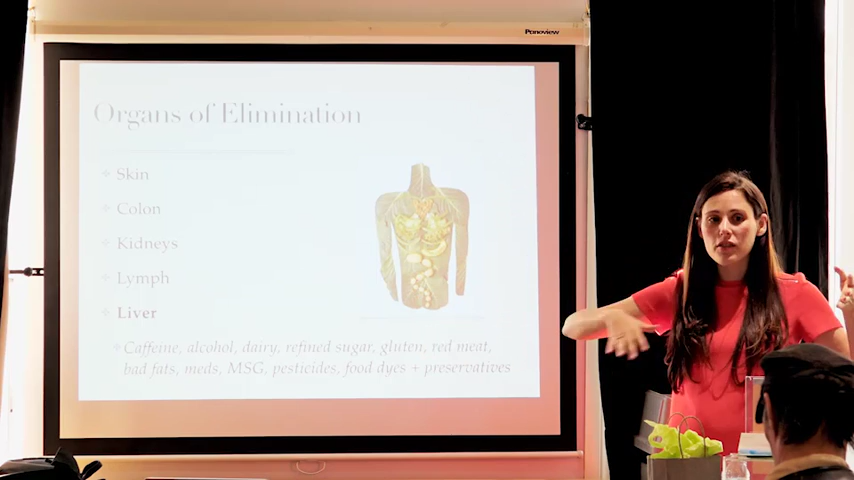 Panoview
Organs of Elimination
Skin
Colon
Kidneys
Lymph
Liver
Caffeine, alcohol, dairy, refined sugar, gluten, red meat,
bad fats, meds, MSG, pesticides, food dyes + preservatives